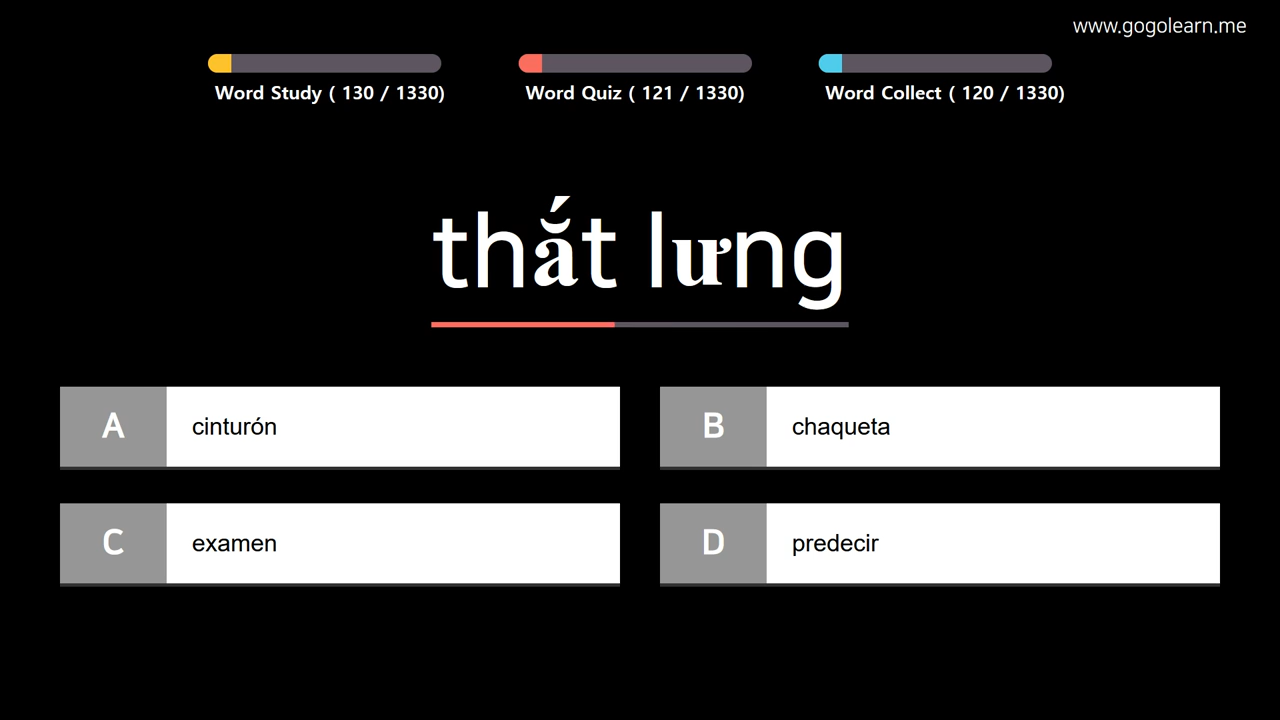 www.gogolearn.me
Word Study ( 130 / 1330)
Word Quiz ( 121 / 1330)
Word Collect ( 120 / 1330)
thắt lưng
A cinturón
B chaqueta
C examen
D predecir